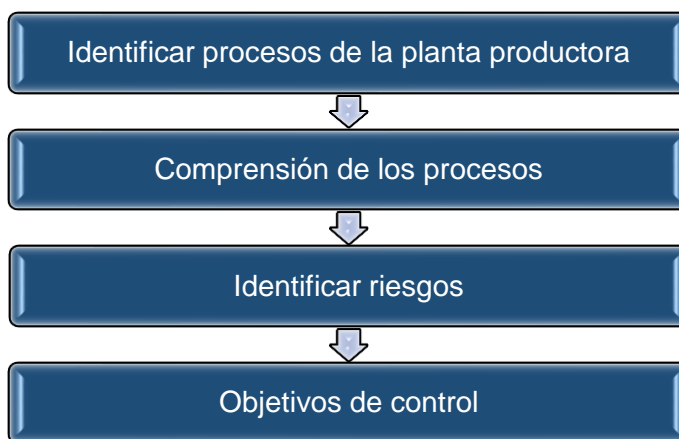 Identificar procesos de la planta productora
Comprensión de los procesos
Identificar riesgos
Objetivos de control